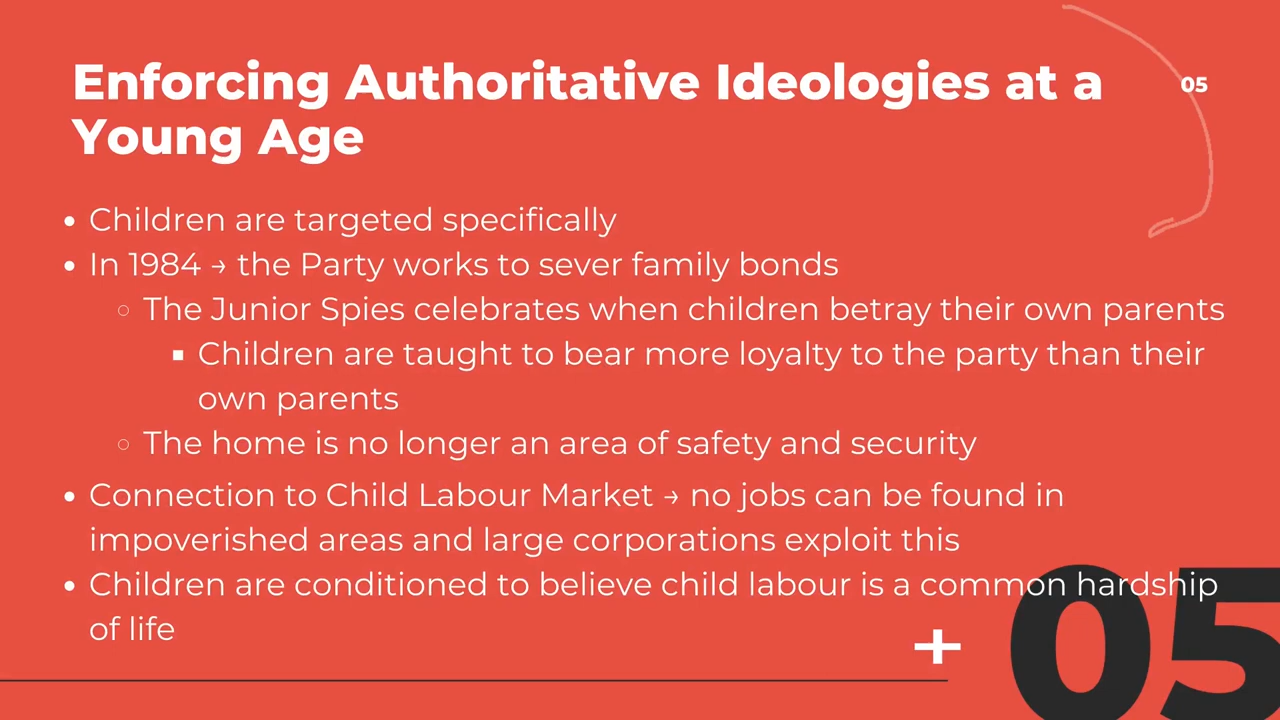 Enforcing Authoritative Ideologies at a
Young Age
05
• Children are targeted specifically
• In 1984 → the Party works to sever family bonds
○ The Junior Spies celebrates when children betray their own parents
▪ Children are taught to bear more loyalty to the party than their
own parents
○ The home is no longer an area of safety and security
• Connection to Child Labour Market → no jobs can be found in
impoverished areas and large corporations exploit this
• Children are conditioned to believe child labour is a common hardship
of life
+
05